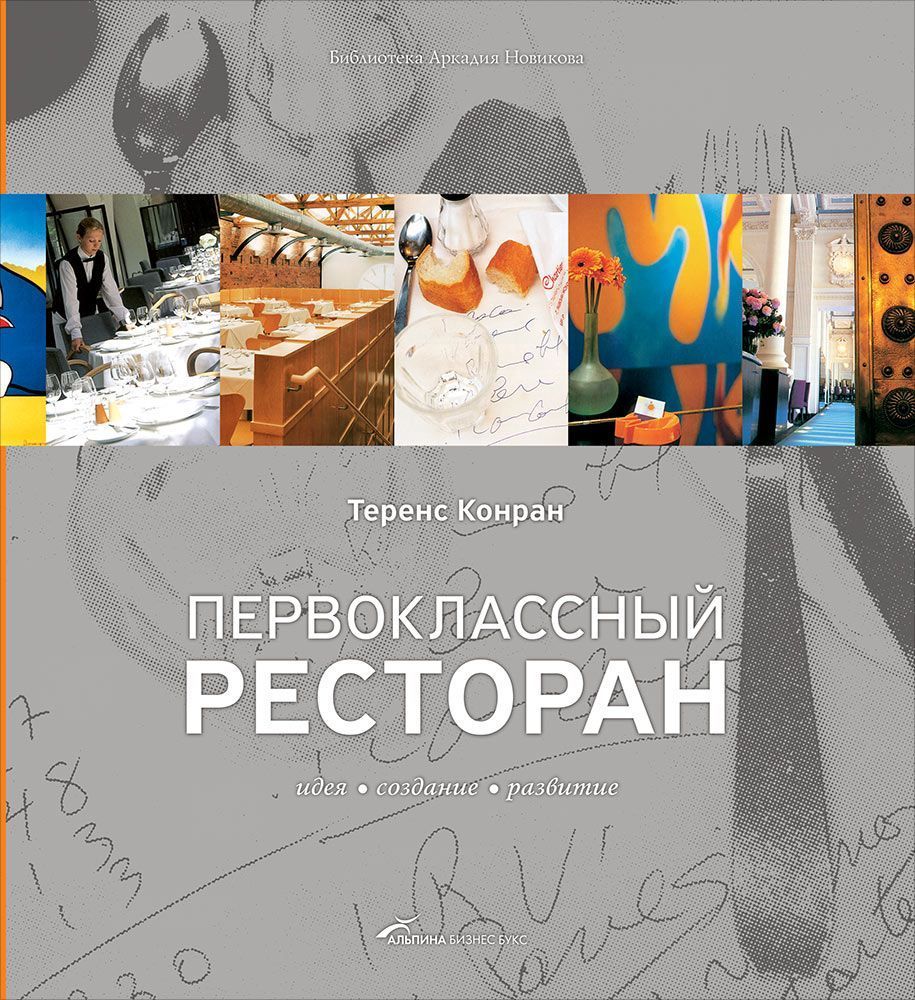 Библиотека Аркадия Новикова
Теренс Конран
ПЕРВОКЛАССНЫЙ
РЕСТОРАН
идея • создание • развитие
АЛЬПИНА БИЗНЕС БУКС